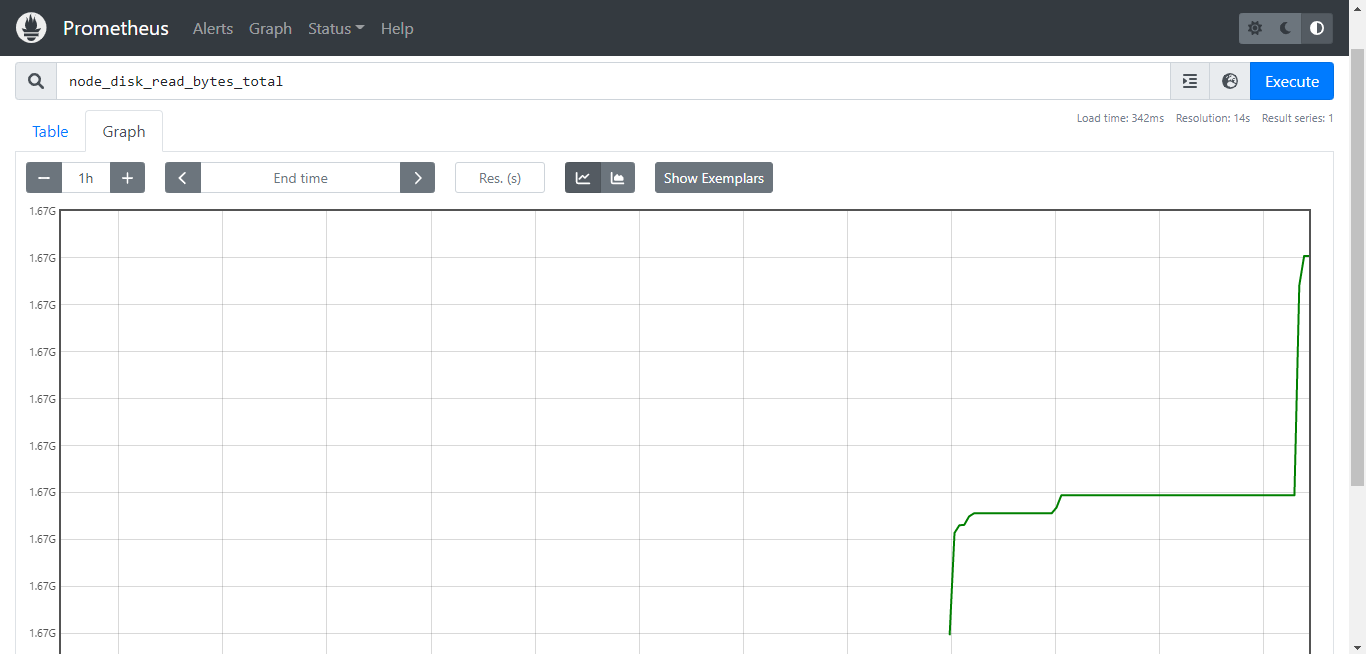 Prometheus Alerts Graph Status Help
node_disk_read_bytes_total Execute
Load time: 342ms Resolution: 14s Result series: 1
Table Graph
1h End time Res. (s) Show Exemplars
1.67G
1.67G
1.67G
1.67G
1.67G
1.67G
1.67G
1.67G
1.67G
1.67G